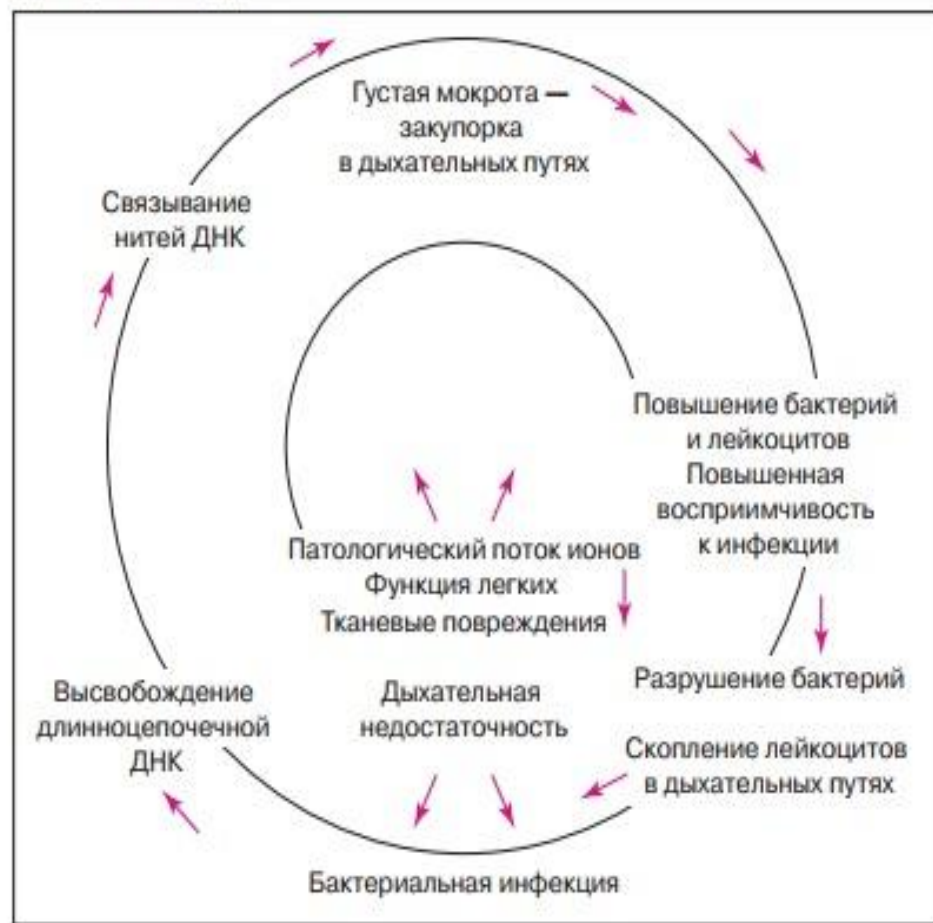 Густая мокрота —
закупорка
в дыхательных путях
Связывание
нитей ДНК
Повышение бактерий
и лейкоцитов
Повышенная
восприимчивость
к инфекции
Патологический поток ионов
Функция легких
Тканевые повреждения
Разрушение бактерий
Высвобождение
длинноцепочечной
ДНК
Дыхательная
недостаточность
Скопление лейкоцитов
в дыхательных путях
Бактериальная инфекция